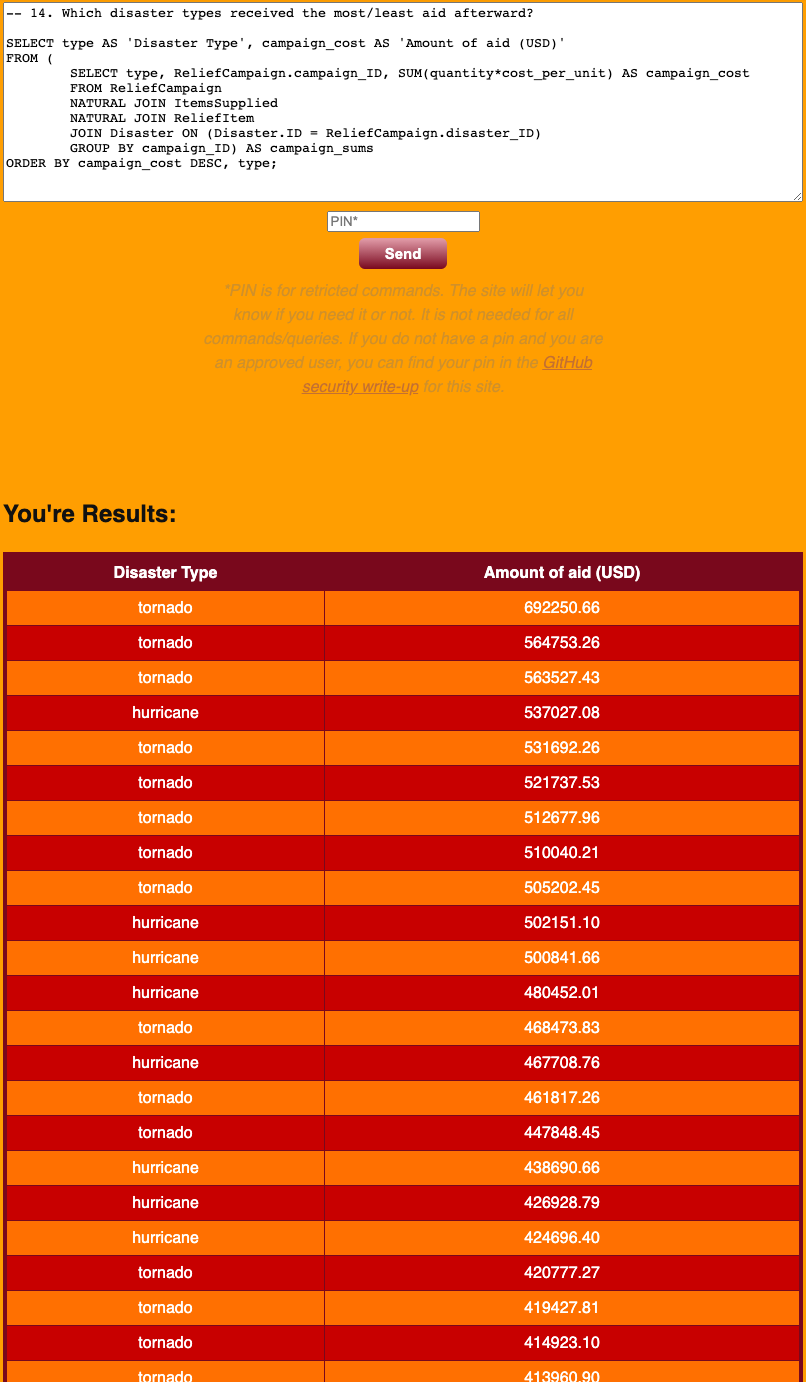 -- 14. Which disaster types received the most/least aid afterward?
SELECT type AS 'Disaster Type', campaign_cost AS 'Amount of aid (USD)'
FROM (
SELECT type, ReliefCampaign.campaign_ID, SUM(quantity*cost_per_unit) AS campaign_cost
FROM ReliefCampaign
NATURAL JOIN ItemsSupplied
NATURAL JOIN ReliefItem
JOIN Disaster ON (Disaster.ID = ReliefCampaign.disaster_ID)
GROUP BY campaign_ID) AS campaign_sums
ORDER BY campaign_cost DESC, type;
PIN*
Send
*PIN is for retricted commands. The site will let you
know if you need it or not. It is not needed for all
commands/queries. If you do not have a pin and you are
an approved user, you can find your pin in the GitHub
security write-up for this site.
You're Results:
Disaster Type Amount of aid (USD)
tornado 692250.66
tornado 564753.26
tornado 563527.43
hurricane 537027.08
tornado 531692.26
tornado 521737.53
tornado 512677.96
tornado 510040.21
tornado 505202.45
hurricane 502151.10
hurricane 500841.66
hurricane 480452.01
tornado 468473.83
hurricane 467708.76
tornado 461817.26
tornado 447848.45
hurricane 438690.66
hurricane 426928.79
hurricane 424696.40
tornado 420777.27
tornado 419427.81
tornado 414923.10
tornado 413960.90